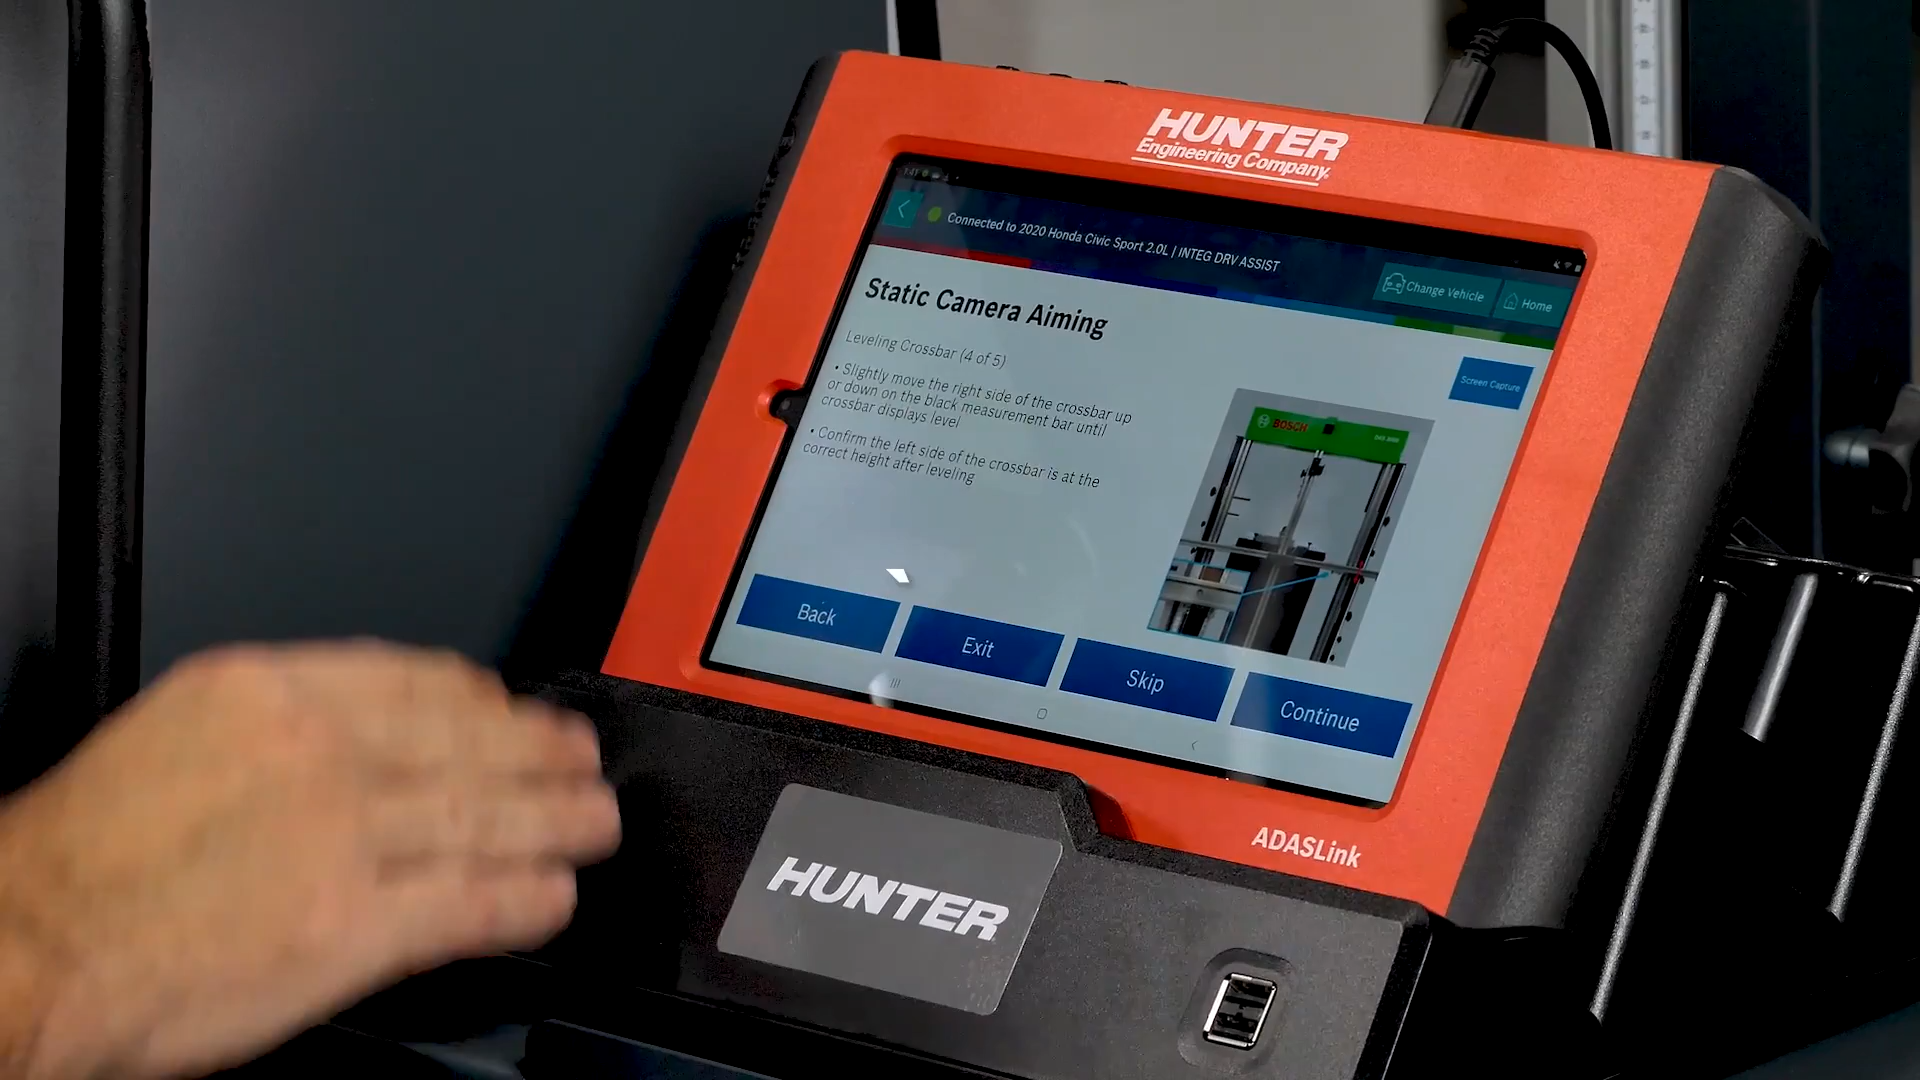 HUNTER
Engineering Company
7:41
Connected to 2020 Honda Civic Sport 2.0L | INTEG DRV ASSIST
Change Vehicle
Home
Static Camera Aiming
Screen Capture
Leveling Crossbar (4 of 5)
• Slightly move the right side of the crossbar up
or down on the black measurement bar until
crossbar displays level
• Confirm the left side of the crossbar is at the
correct height after leveling
BOSCH
Back
Exit
Skip
Continue
ADASLink
HUNTER